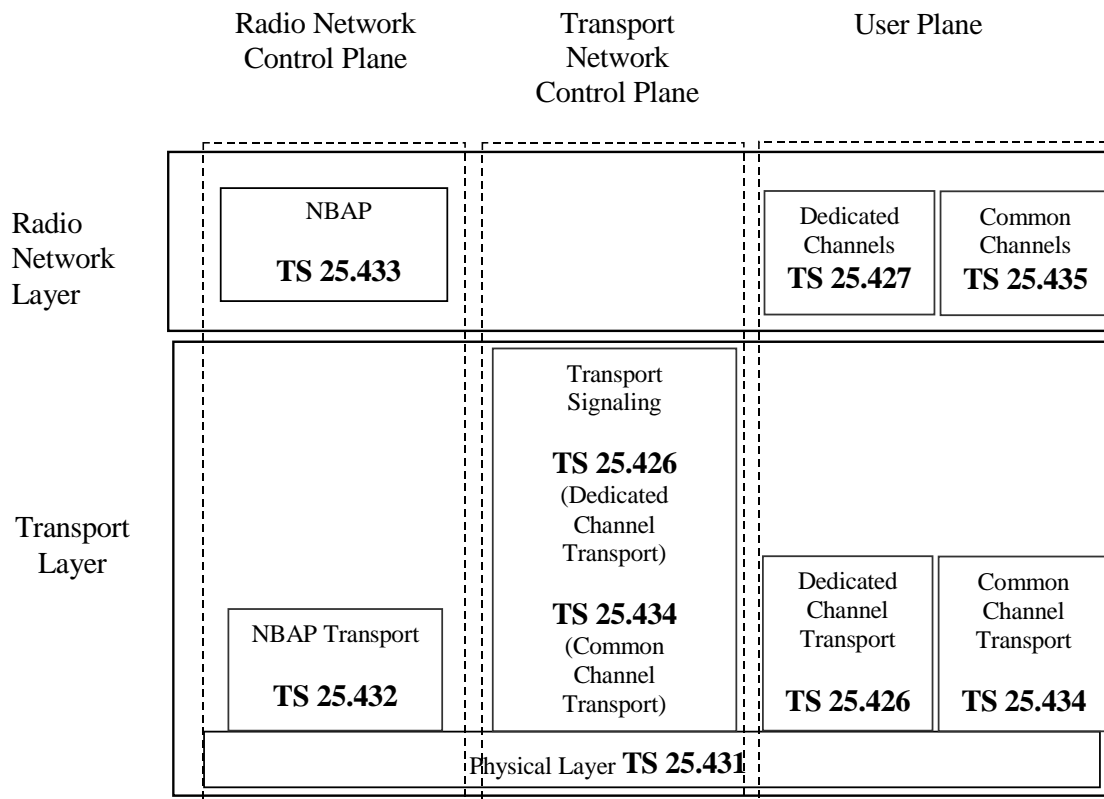 Radio Network
Control Plane
Transport
Network
Control Plane
User Plane
Radio
Network
Layer
NBAP
TS 25.433
Dedicated
Channels
TS 25.427
Common
Channels
TS 25.435
Transport
Layer
NBAP Transport
TS 25.432
Transport
Signaling
TS 25.426
(Dedicated
Channel
Transport)
TS 25.434
(Common
Channel
Transport)
Dedicated
Channel
Transport
TS 25.426
Common
Channel
Transport
TS 25.434
Physical Layer TS 25.431